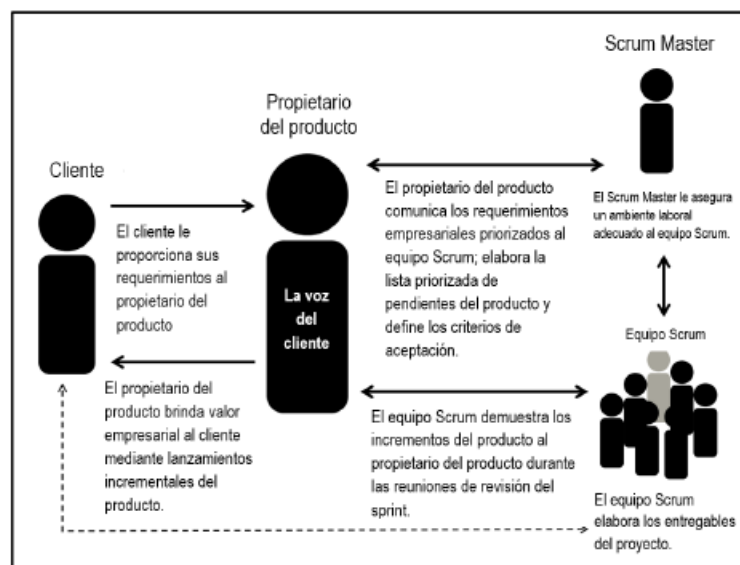 Scrum Master
Propietario
del producto
Cliente
El cliente le
proporciona sus
requerimientos al
propietario del
producto
La voz
del
cliente
El propietario del producto
comunica los requerimientos
empresariales priorizados al
equipo Scrum; elabora la
lista priorizada de
pendientes del producto y
define los criterios de
aceptación.
El Scrum Master le asegura
un ambiente laboral
adecuado al equipo Scrum.
Equipo Scrum
El propietario del
producto brinda valor
empresarial al cliente
mediante lanzamientos
incrementales del
producto.
El equipo Scrum demuestra los
incrementos del producto al
propietario del producto durante
las reuniones de revisión del
sprint.
El equipo Scrum
elabora los entregables
del proyecto.